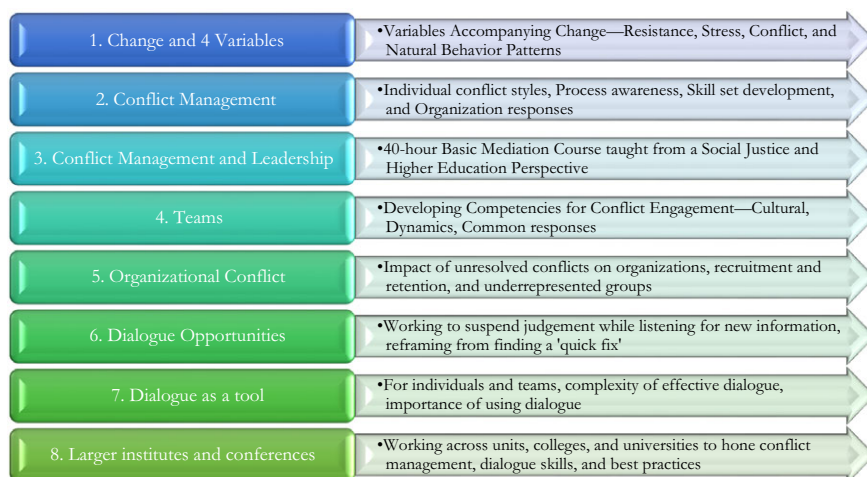 1. Change and 4 Variables
•Variables Accompanying Change—Resistance, Stress, Conflict, and
Natural Behavior Patterns
2. Conflict Management
•Individual conflict styles, Process awareness, Skill set development,
and Organization responses
3. Conflict Management and Leadership
•40-hour Basic Mediation Course taught from a Social Justice and
Higher Education Perspective
4. Teams
•Developing Competencies for Conflict Engagement—Cultural,
Dynamics, Common responses
5. Organizational Conflict
•Impact of unresolved conflicts on organizations, recruitment and
retention, and underrepresented groups
6. Dialogue Opportunities
•Working to suspend judgement while listening for new information,
reframing from finding a 'quick fix'
7. Dialogue as a tool
•For individuals and teams, complexity of effective dialogue,
importance of using dialogue
8. Larger institutes and conferences
•Working across units, colleges, and universities to hone conflict
management, dialogue skills, and best practices